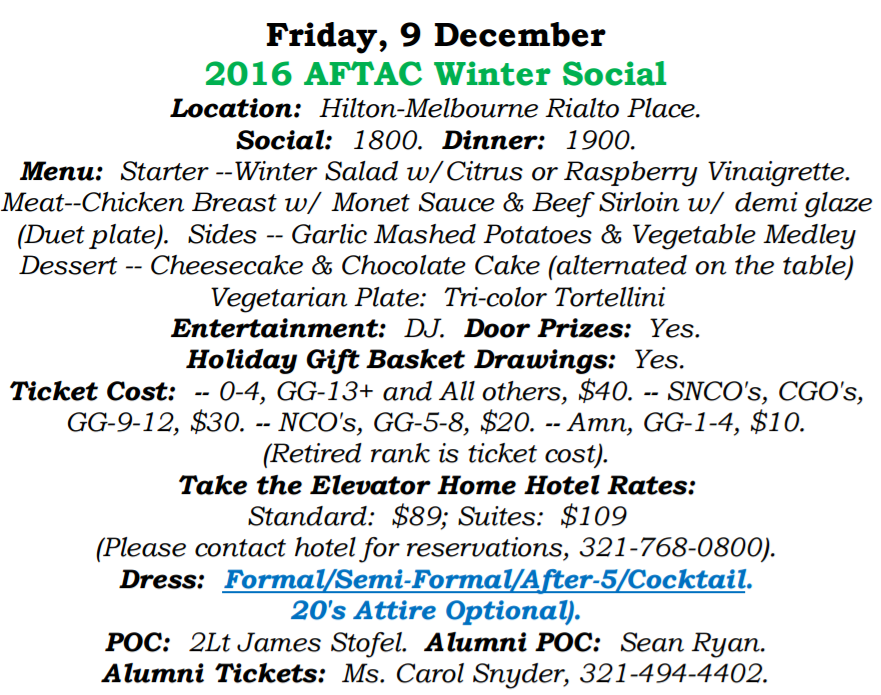 Friday, 9 December
2016 AFTAC Winter Social
Location:  Hilton-Melbourne Rialto Place.
Social:  1800.  Dinner:  1900.
Menu:  Starter --Winter Salad w/Citrus or Raspberry Vinaigrette.
Meat--Chicken Breast w/ Monet Sauce & Beef Sirloin w/ demi glaze
(Duet plate).  Sides -- Garlic Mashed Potatoes & Vegetable Medley
Dessert -- Cheesecake & Chocolate Cake (alternated on the table)
Vegetarian Plate:  Tri-color Tortellini
Entertainment:  DJ.  Door Prizes:  Yes.
Holiday Gift Basket Drawings:  Yes.
Ticket Cost:  -- 0-4, GG-13+ and All others, $40. -- SNCO's, CGO's,
GG-9-12, $30. -- NCO's, GG-5-8, $20. -- Amn, GG-1-4, $10.
(Retired rank is ticket cost).
Take the Elevator Home Hotel Rates:
Standard:  $89; Suites:  $109
(Please contact hotel for reservations, 321-768-0800).
Dress:  Formal/Semi-Formal/After-5/Cocktail.
20's Attire Optional).
POC:  2Lt James Stofel.  Alumni POC:  Sean Ryan.
Alumni Tickets:  Ms. Carol Snyder, 321-494-4402.